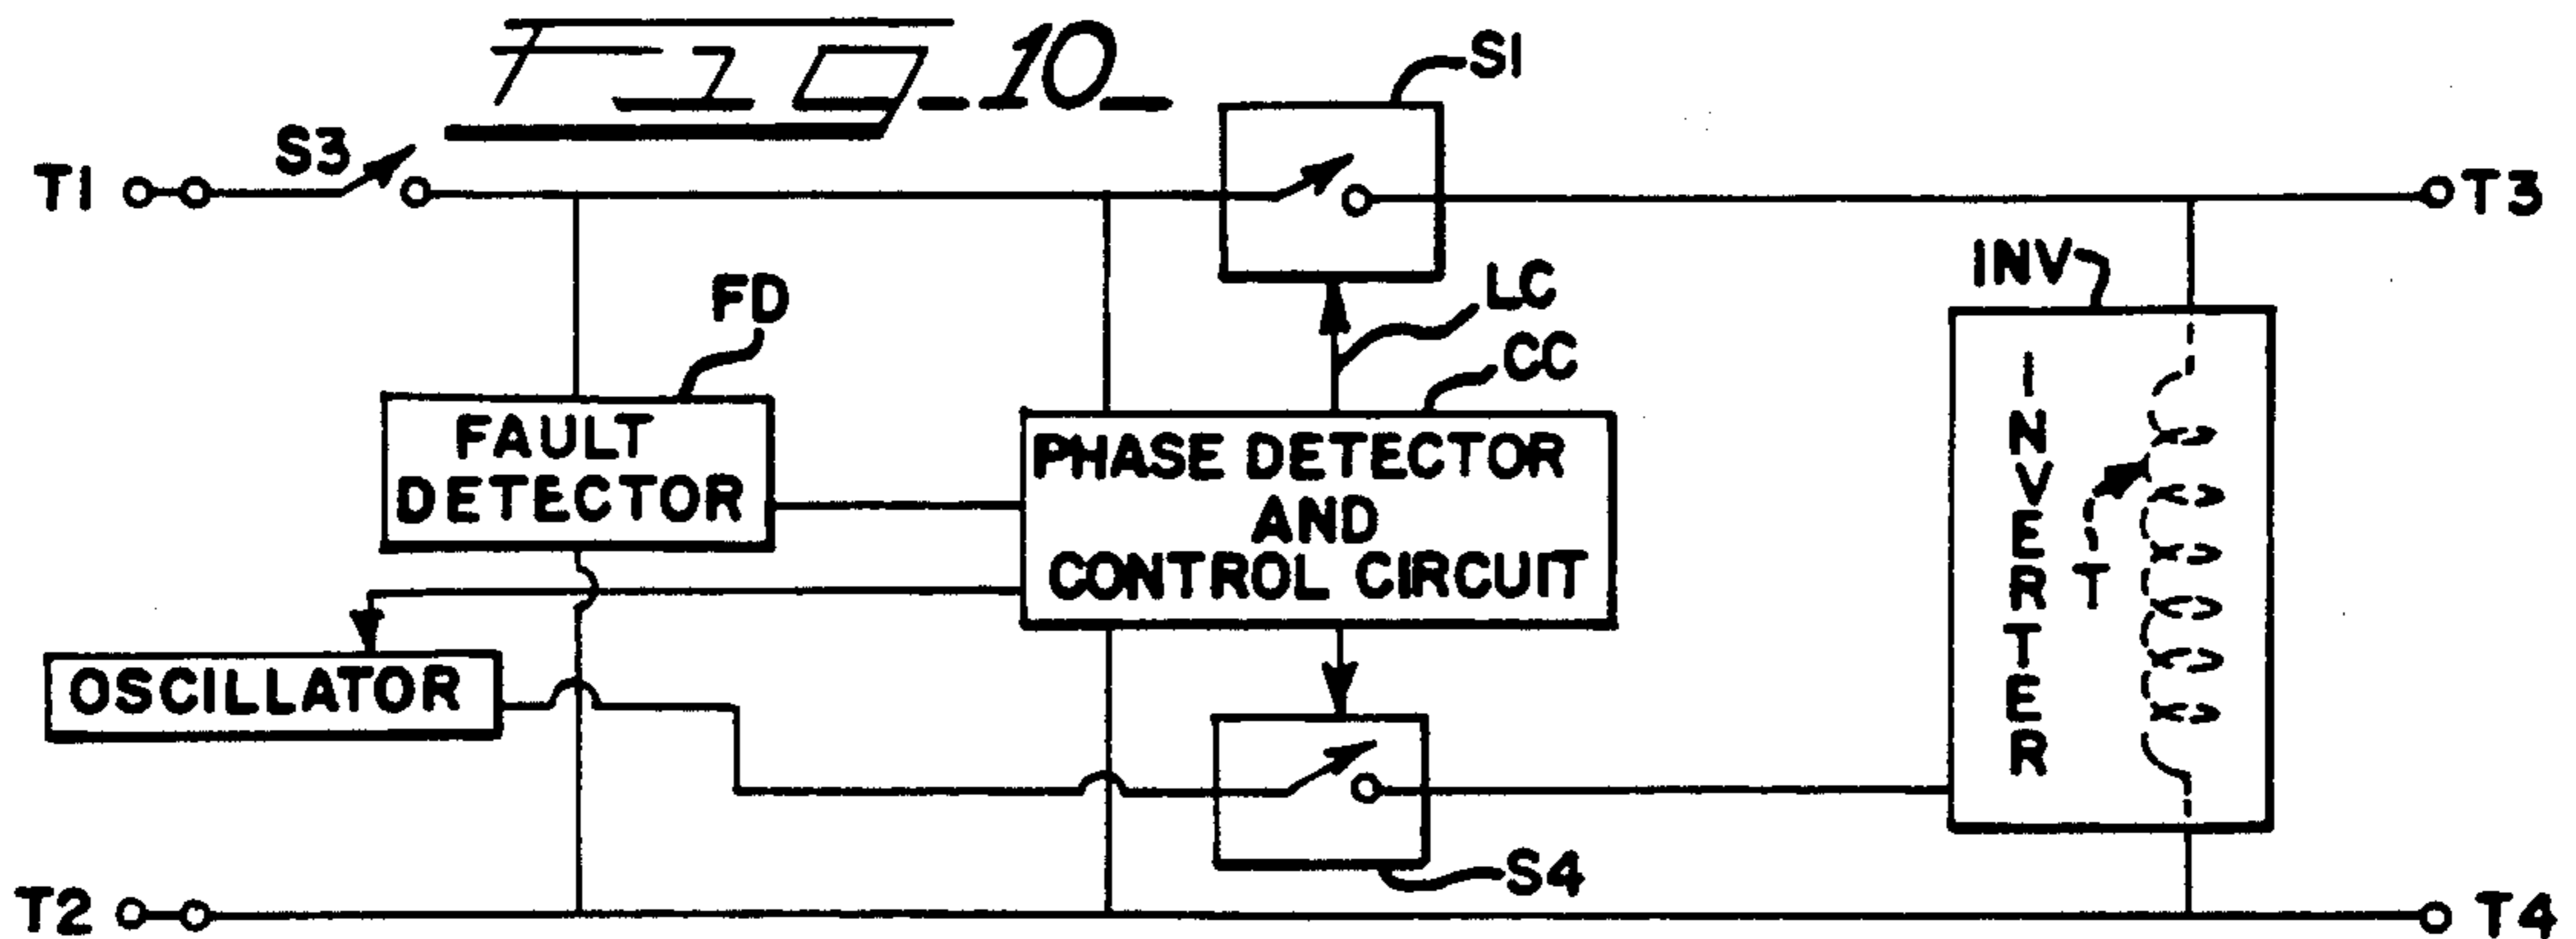 FIG_10_
S1
S3
T1
T3
INV
LC
FD
CC
FAULT
DETECTOR
PHASE DETECTOR
AND
CONTROL CIRCUIT
INVERTER
T
OSCILLATOR
S4
T2
T4